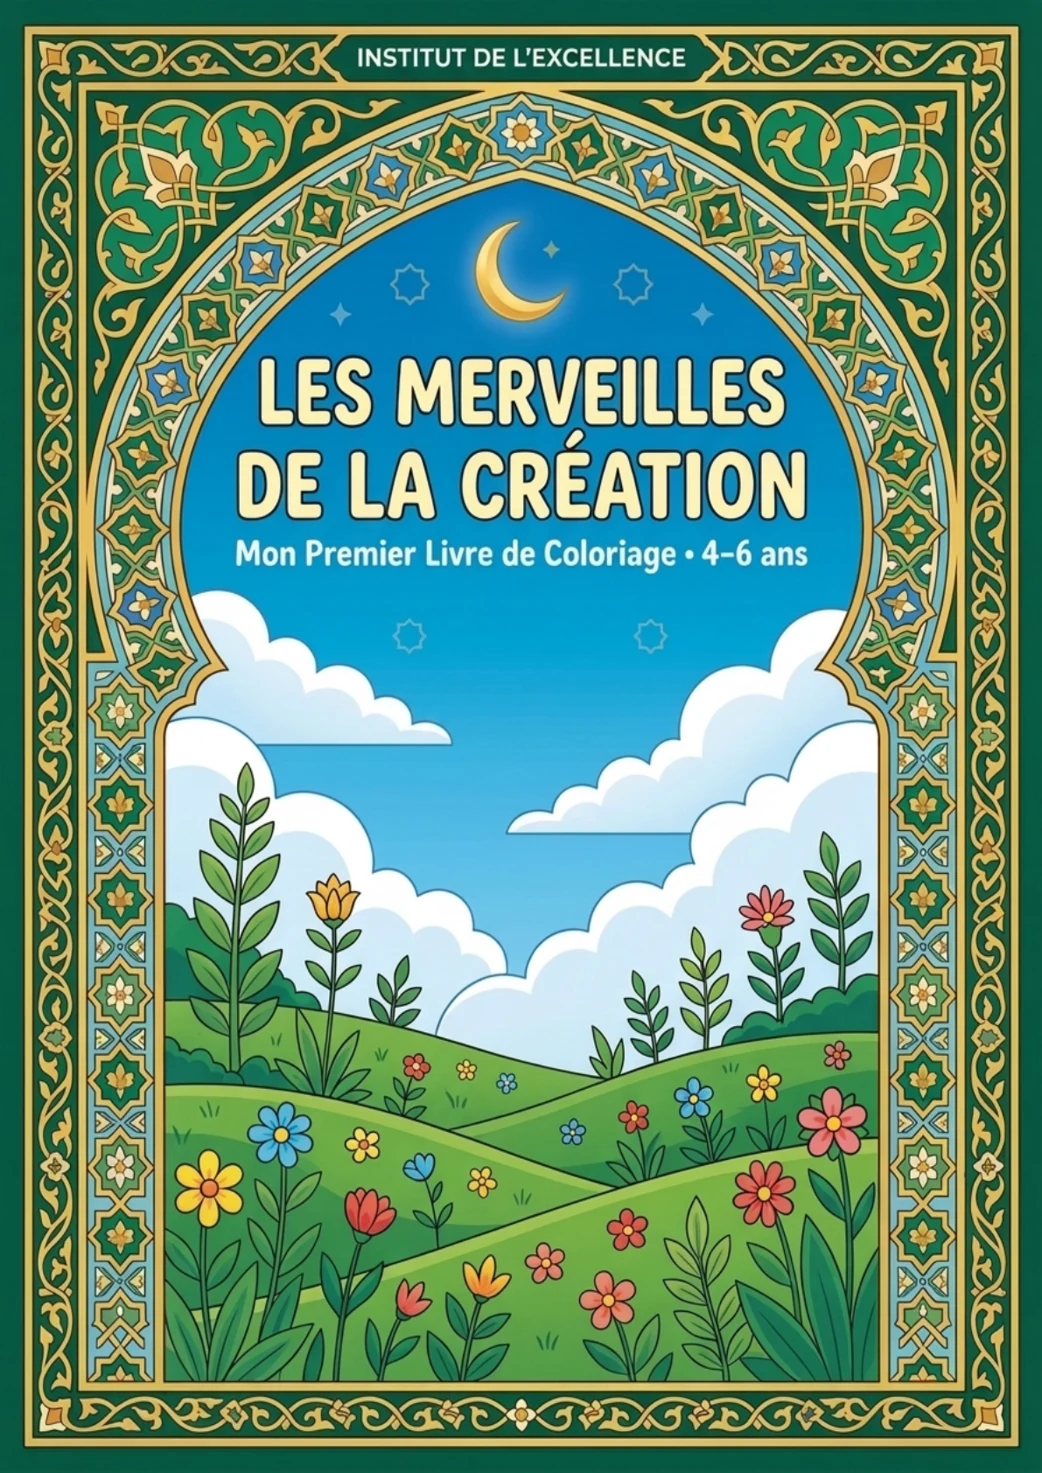 INSTITUT DE L'EXCELLENCE
LES MERVEILLES
DE LA CRÉATION
Mon Premier Livre de Coloriage • 4–6 ans